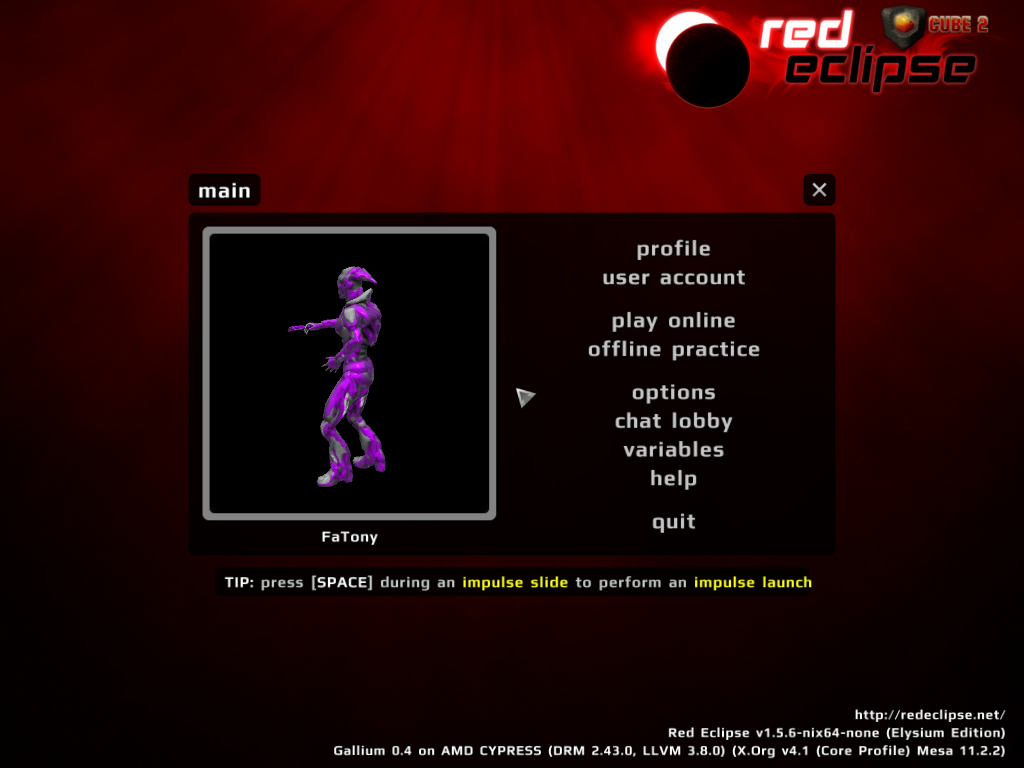 red
CUBE 2
eclipse
main
profile
user account
play online
offline practice
options
chat lobby
variables
help
quit
FaTony
TIP: press [SPACE] during an impulse slide to perform an impulse launch
http://redeclipse.net/
Red Eclipse v1.5.6-nix64-none (Elysium Edition)
Gallium 0.4 on AMD CYPRESS (DRM 2.43.0, LLVM 3.8.0) (X.Org v4.1 (Core Profile) Mesa 11.2.2)